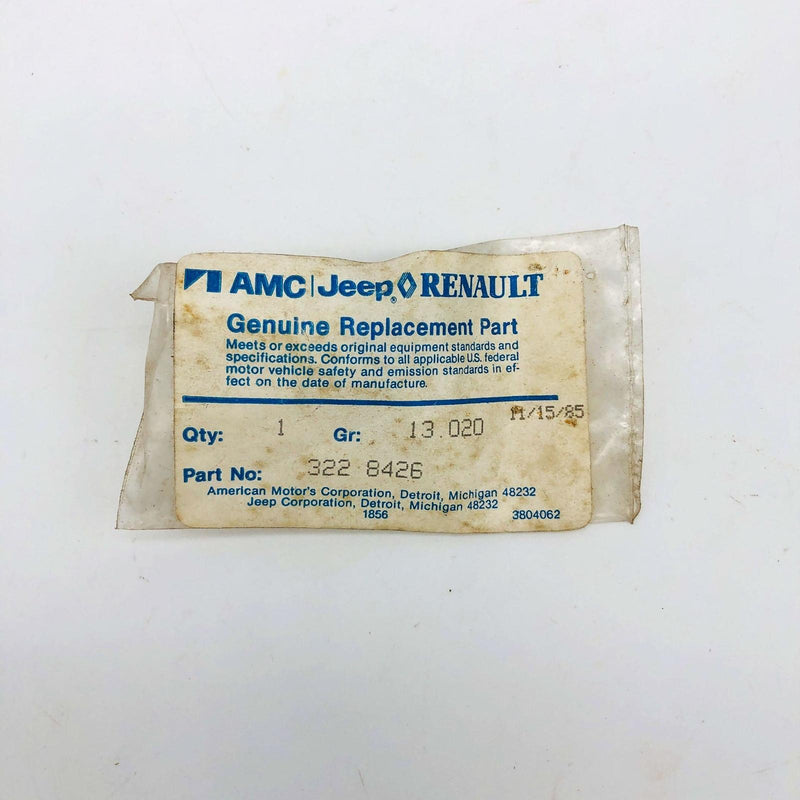 AMC|Jeep® RENAULT
Genuine Replacement Part
Meets or exceeds original equipment standards and
specifications. Conforms to all applicable U.S. federal
motor vehicle safety and emission standards in ef-
fect on the date of manufacture.
11/15/85
Qty: 1 Gr: 13.020
Part No: 322 8426
American Motor's Corporation, Detroit, Michigan 48232
Jeep Corporation, Detroit, Michigan 48232
1856 3804062